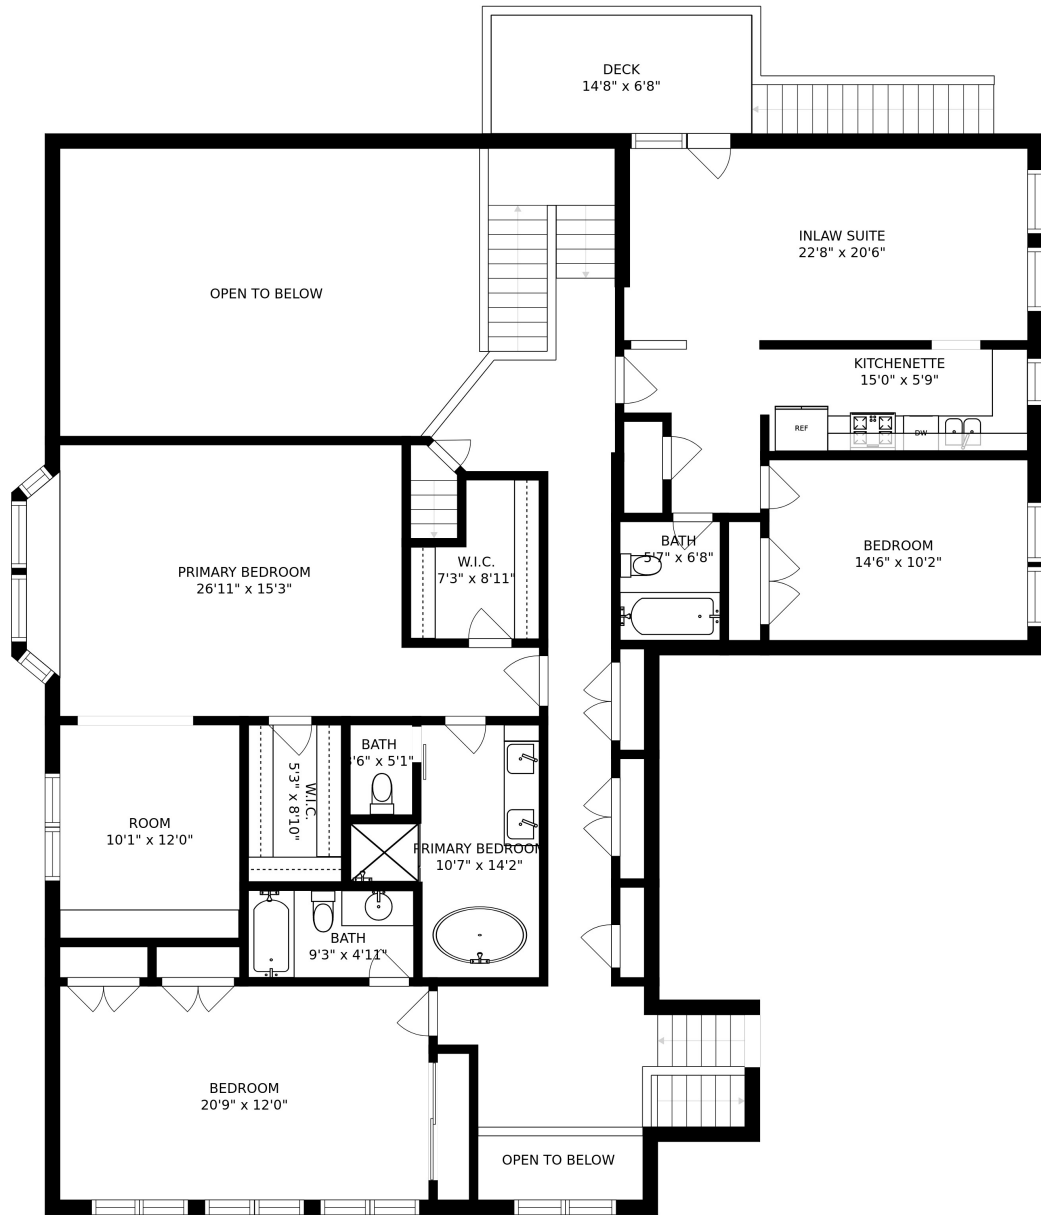 DECK
14'8" x 6'8"
INLAW SUITE
22'8" x 20'6"
OPEN TO BELOW
KITCHENETTE
15'0" x 5'9"
REF
DW
BATH
5'7" x 6'8"
BEDROOM
14'6" x 10'2"
W.I.C.
7'3" x 8'11"
PRIMARY BEDROOM
26'11" x 15'3"
BATH
'6" x 5'1"
W.I.C.
5'3" x 8'10"
ROOM
10'1" x 12'0"
PRIMARY BEDROOM
10'7" x 14'2"
BATH
9'3" x 4'11"
BEDROOM
20'9" x 12'0"
OPEN TO BELOW